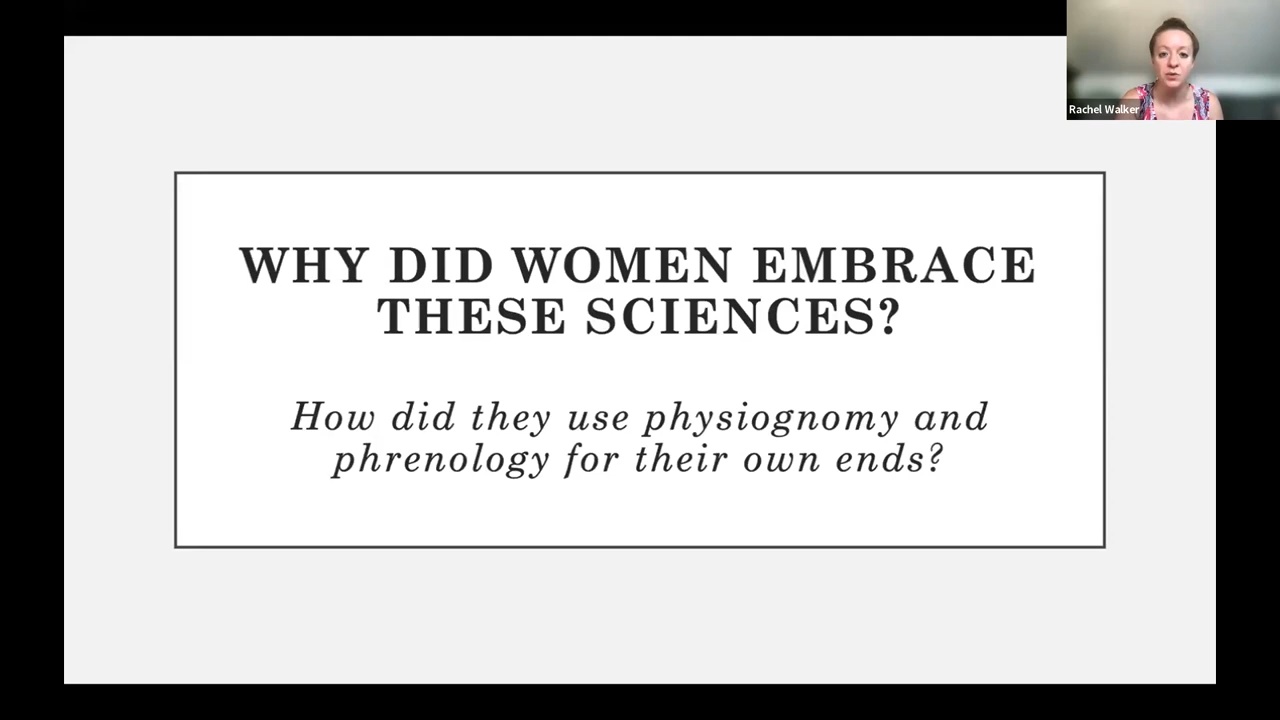 Rachel Walker
WHY DID WOMEN EMBRACE
THESE SCIENCES?
How did they use physiognomy and
phrenology for their own ends?